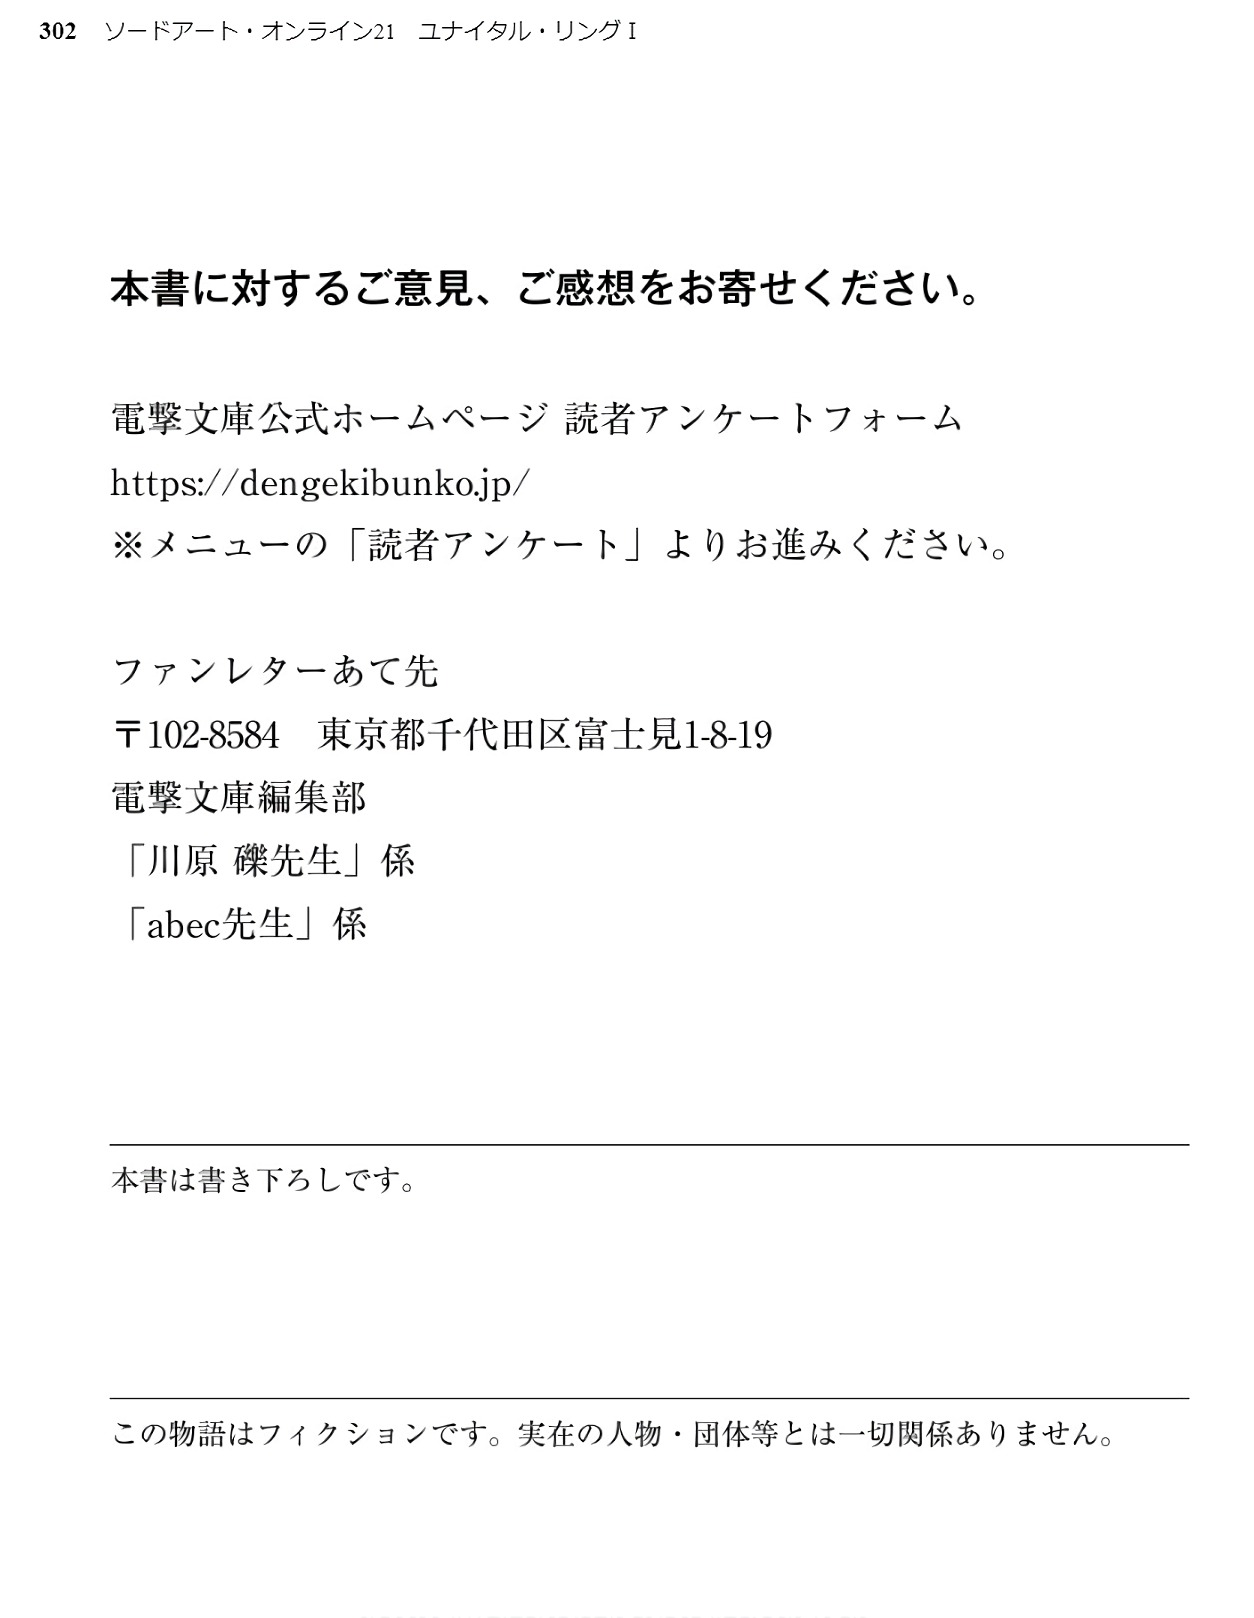 302 ソードアート・オンライン21　ユナイタル・リングⅠ
本書に対するご意見、ご感想をお寄せください。
電撃文庫公式ホームページ 読者アンケートフォーム
https://dengekibunko.jp/
※メニューの「読者アンケート」よりお進みください。
ファンレターあて先
〒102-8584　東京都千代田区富士見1-8-19
電撃文庫編集部
「川原 礫先生」係
「abec先生」係
本書は書き下ろしです。
この物語はフィクションです。実在の人物・団体等とは一切関係ありません。